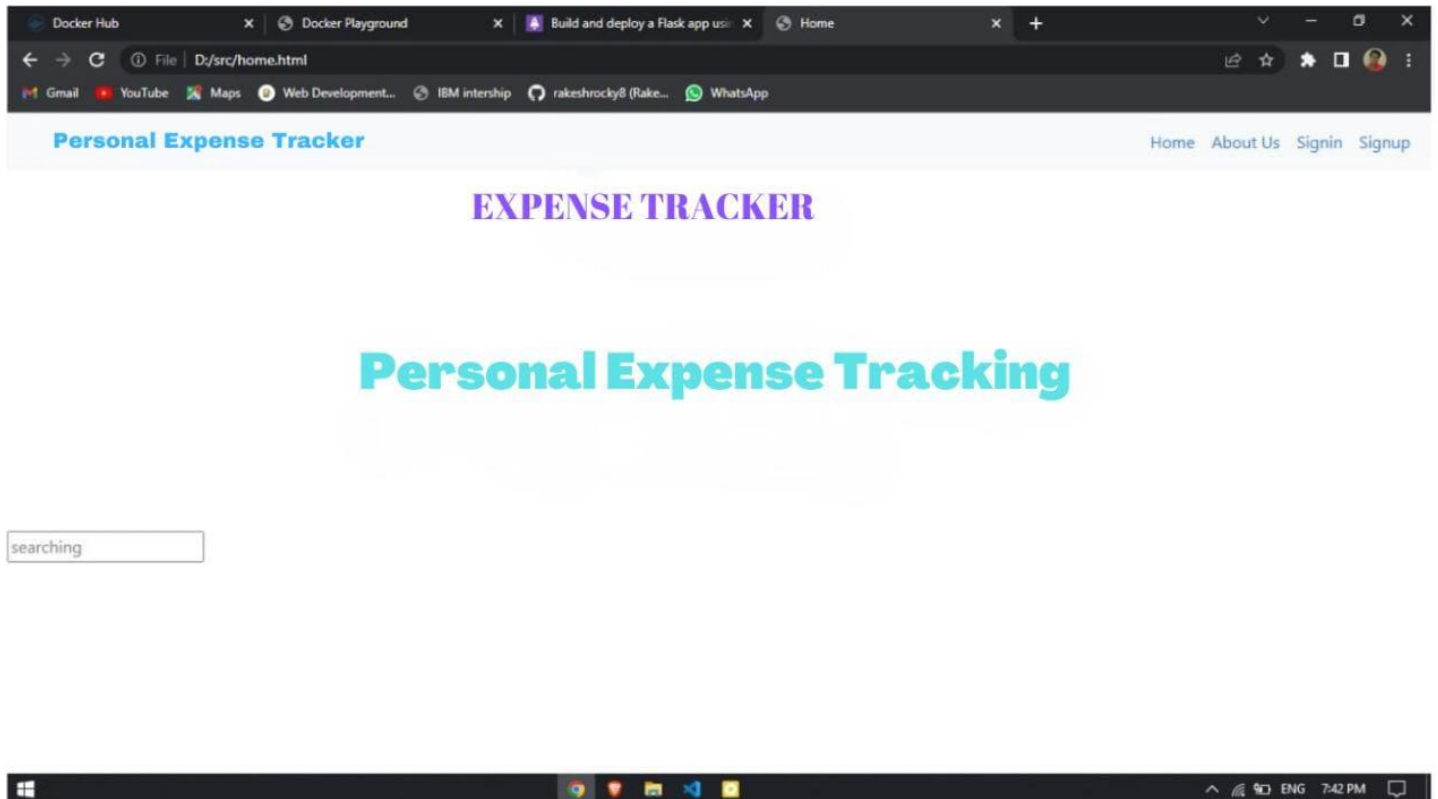 Docker Hub Docker Playground Build and deploy a Flask app usi Home
File D:/src/home.html
Gmail YouTube Maps Web Development... IBM intership rakeshrocky8 (Rake... WhatsApp
Personal Expense Tracker Home About Us Signin Signup
EXPENSE TRACKER
Personal Expense Tracking
searching
ENG 7:42 PM